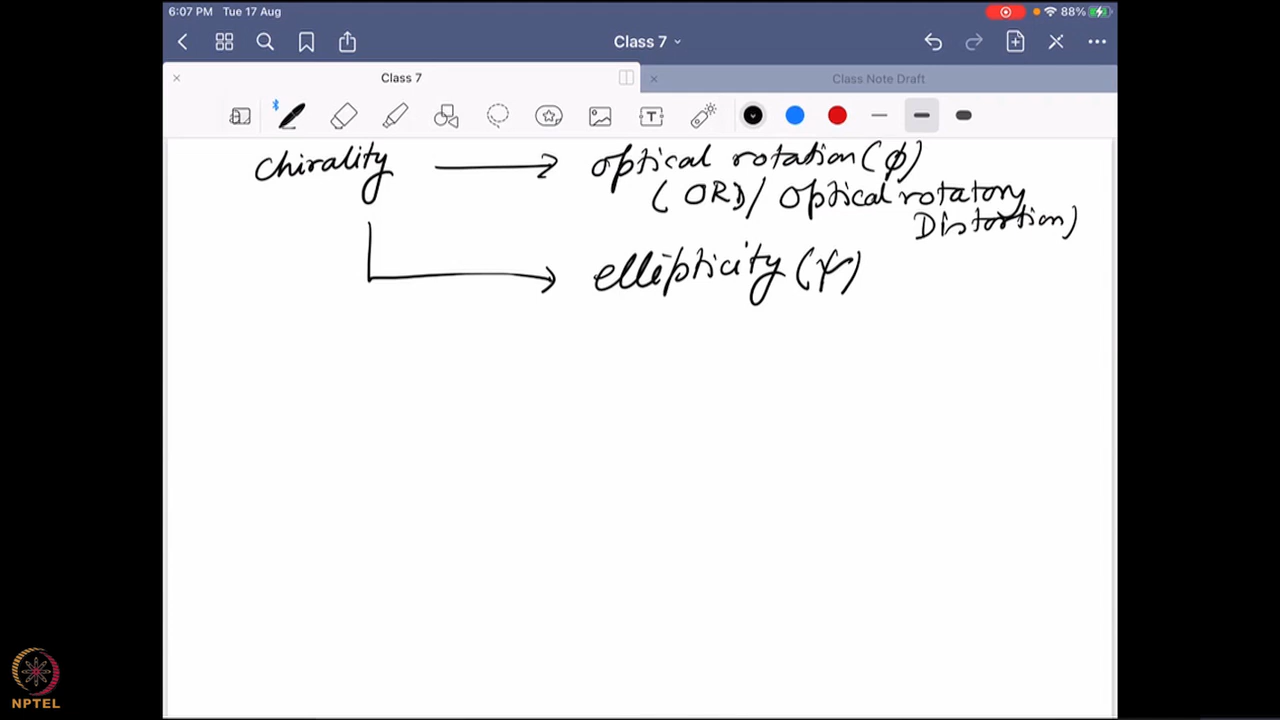 6:07 PM Tue 17 Aug 88%
Class 7
Class 7 Class Note Draft
T
chirality → optical rotation (ϕ)
( ORD/ Optical rotatory
Distortion)
→ ellipticity (ψ)
NPTEL